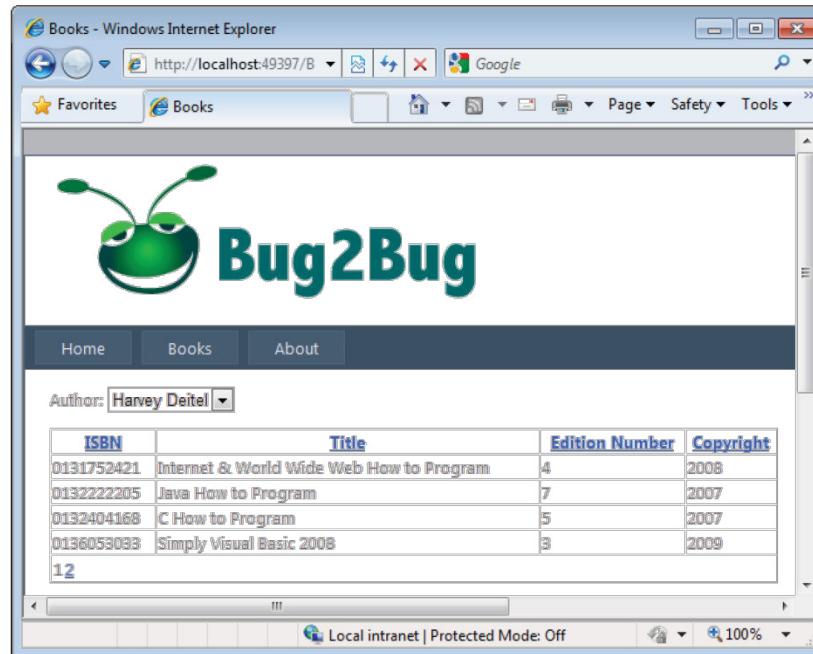 Books - Windows Internet Explorer
http://localhost:49397/B Google
Favorites Books Page Safety Tools »
Bug2Bug
Home Books About
Author: Harvey Deitel
ISBN Title Edition Number Copyright
0131752421 Internet & World Wide Web How to Program 4 2008
0132222205 Java How to Program 7 2007
0132404168 C How to Program 5 2007
0136053033 Simply Visual Basic 2008 3 2009
12
Local intranet | Protected Mode: Off 100%